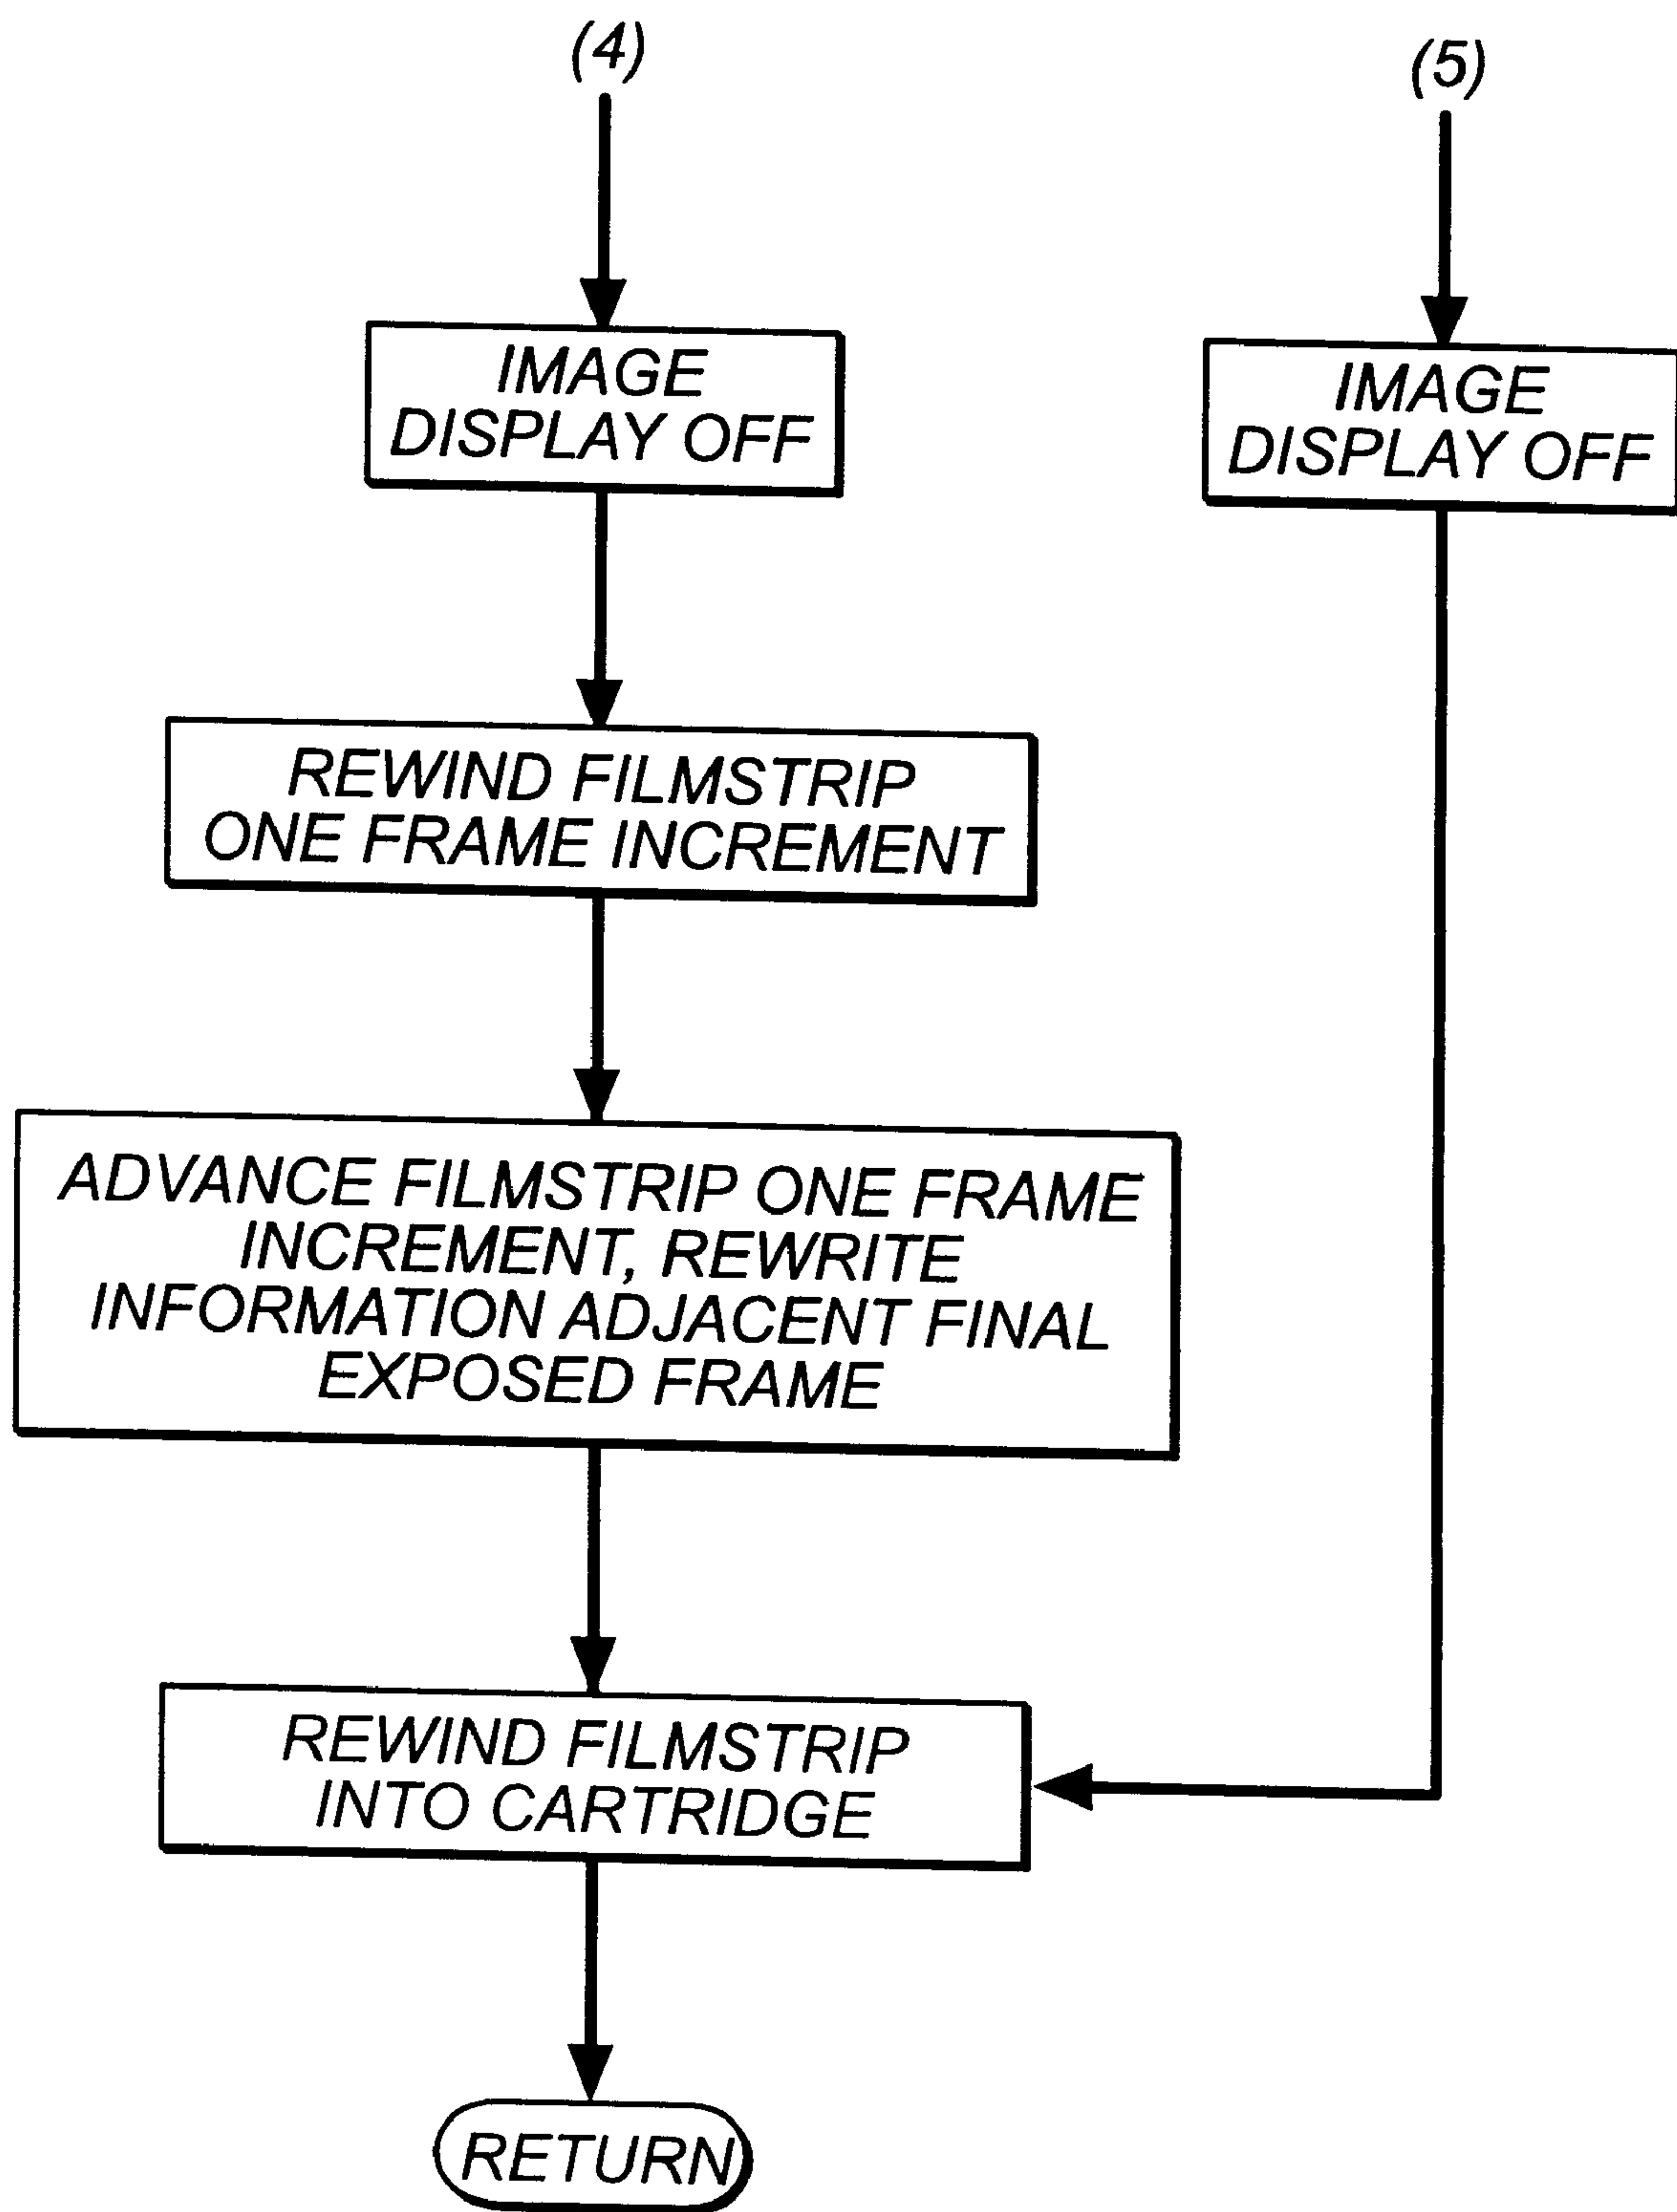 (4)
(5)
IMAGE
DISPLAY OFF
IMAGE
DISPLAY OFF
REWIND FILMSTRIP
ONE FRAME INCREMENT
ADVANCE FILMSTRIP ONE FRAME
INCREMENT, REWRITE
INFORMATION ADJACENT FINAL
EXPOSED FRAME
REWIND FILMSTRIP
INTO CARTRIDGE
RETURN